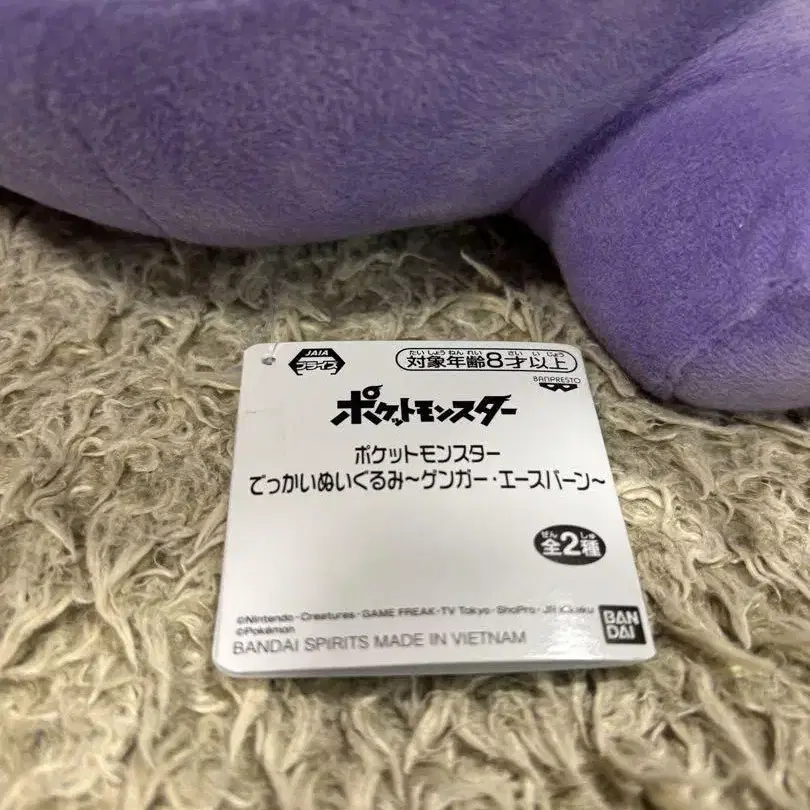 JAIA
プライズ
たいしょうねんれい さいいじょう
対象年齢8才以上
BANPRESTO
ポケットモンスター
ポケットモンスター
でっかいぬいぐるみ～ゲンガー・エースバーン～
ぜん しゅ
全2種
©Nintendo・Creatures・GAME FREAK・TV Tokyo・ShoPro・JR Kikaku
©Pokémon
BANDAI SPIRITS MADE IN VIETNAM
BAN
DAI